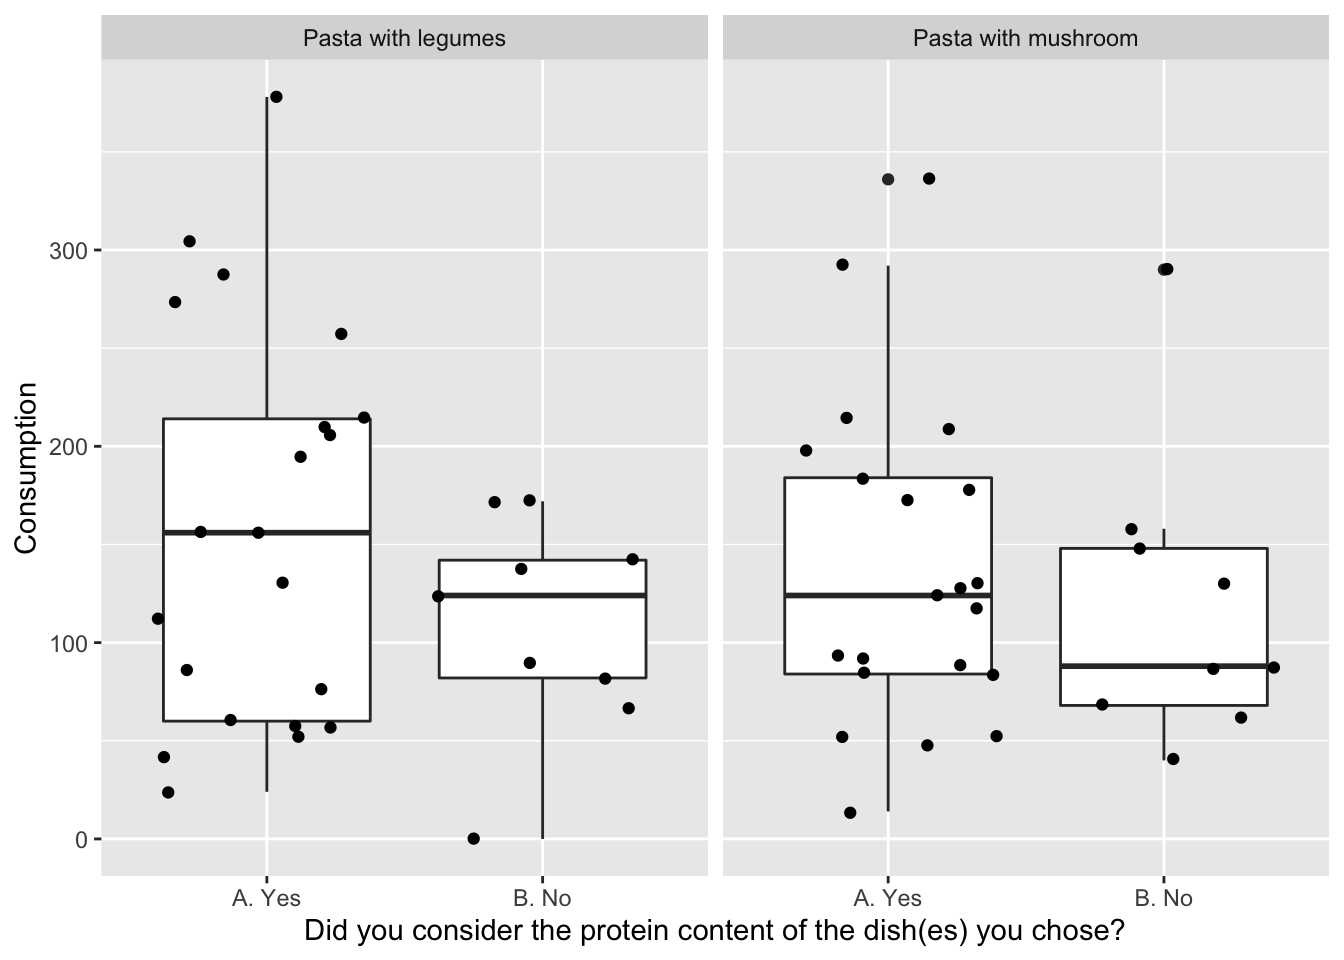 Pasta with legumes
Pasta with mushroom
Consumption
300
200
100
0
A. Yes
B. No
A. Yes
B. No
Did you consider the protein content of the dish(es) you chose?